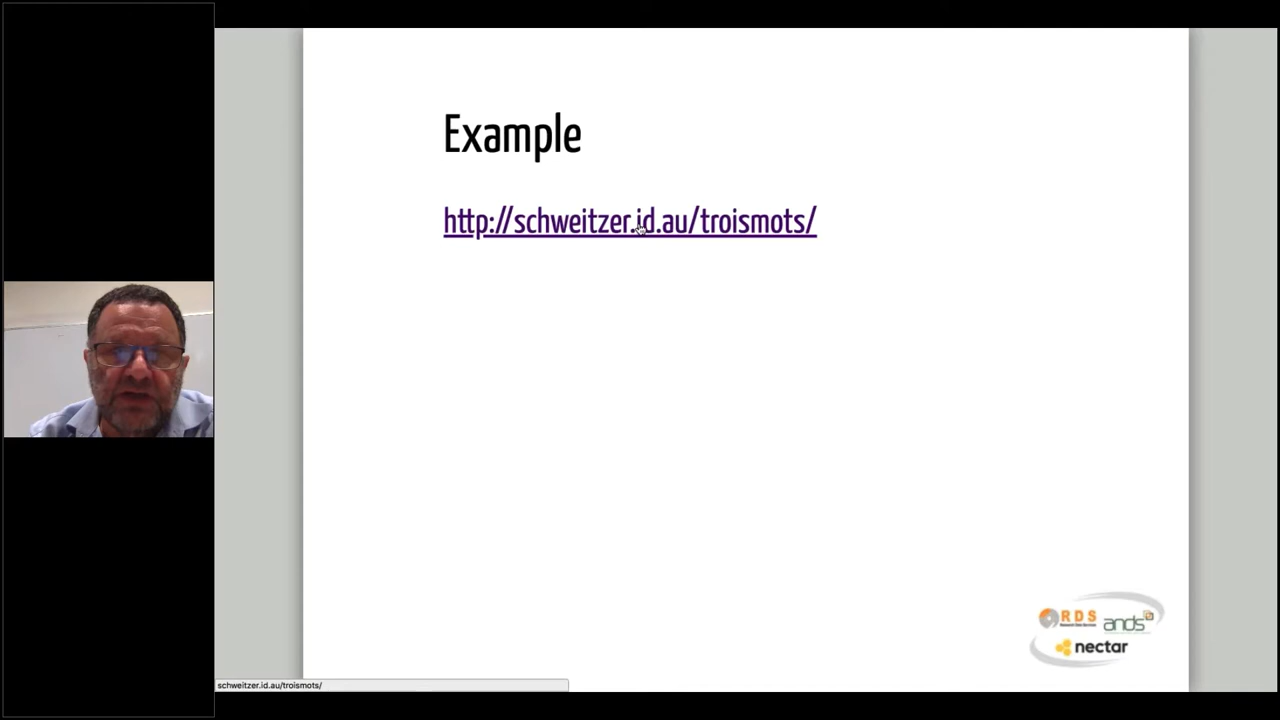 Example
http://schweitzer.id.au/troismots/
RDS
ands
nectar
schweitzer.id.au/troismots/